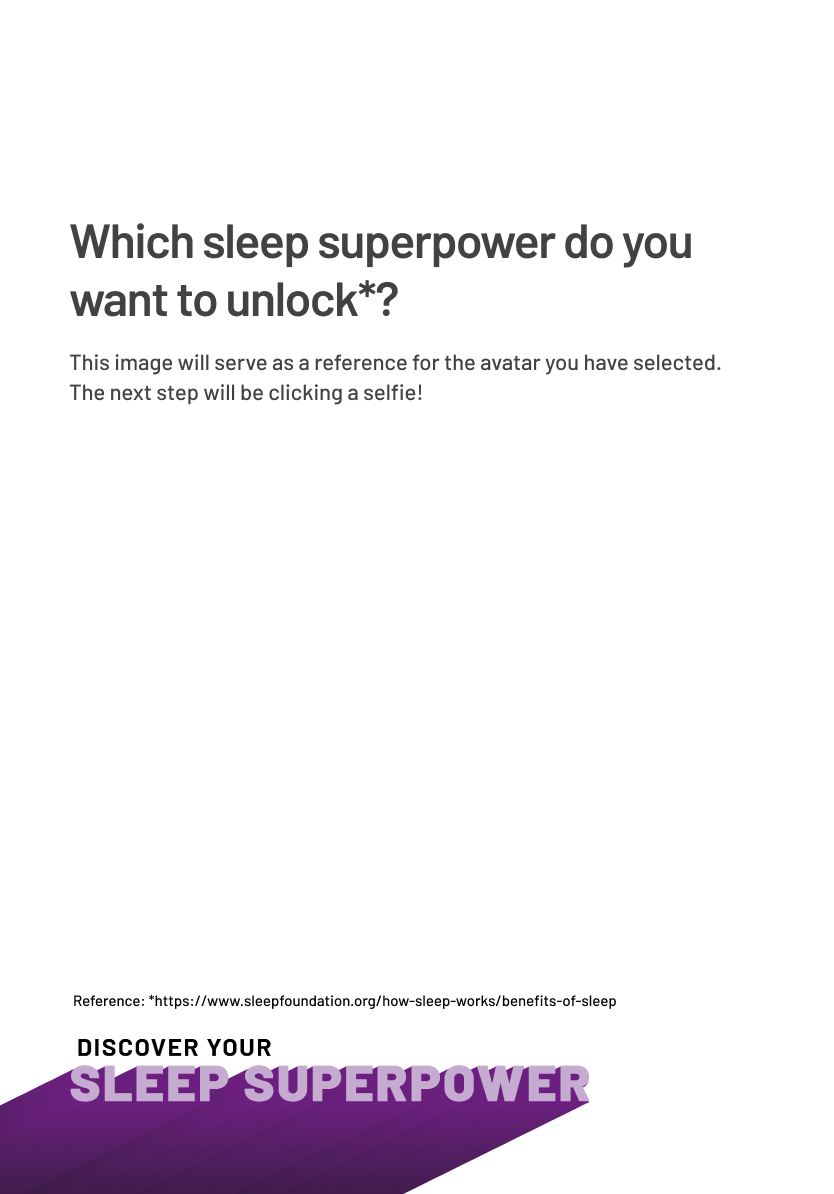 Which sleep superpower do you
want to unlock*?
This image will serve as a reference for the avatar you have selected.
The next step will be clicking a selfie!
Reference: *https://www.sleepfoundation.org/how-sleep-works/benefits-of-sleep
DISCOVER YOUR
SLEEP SUPERPOWER